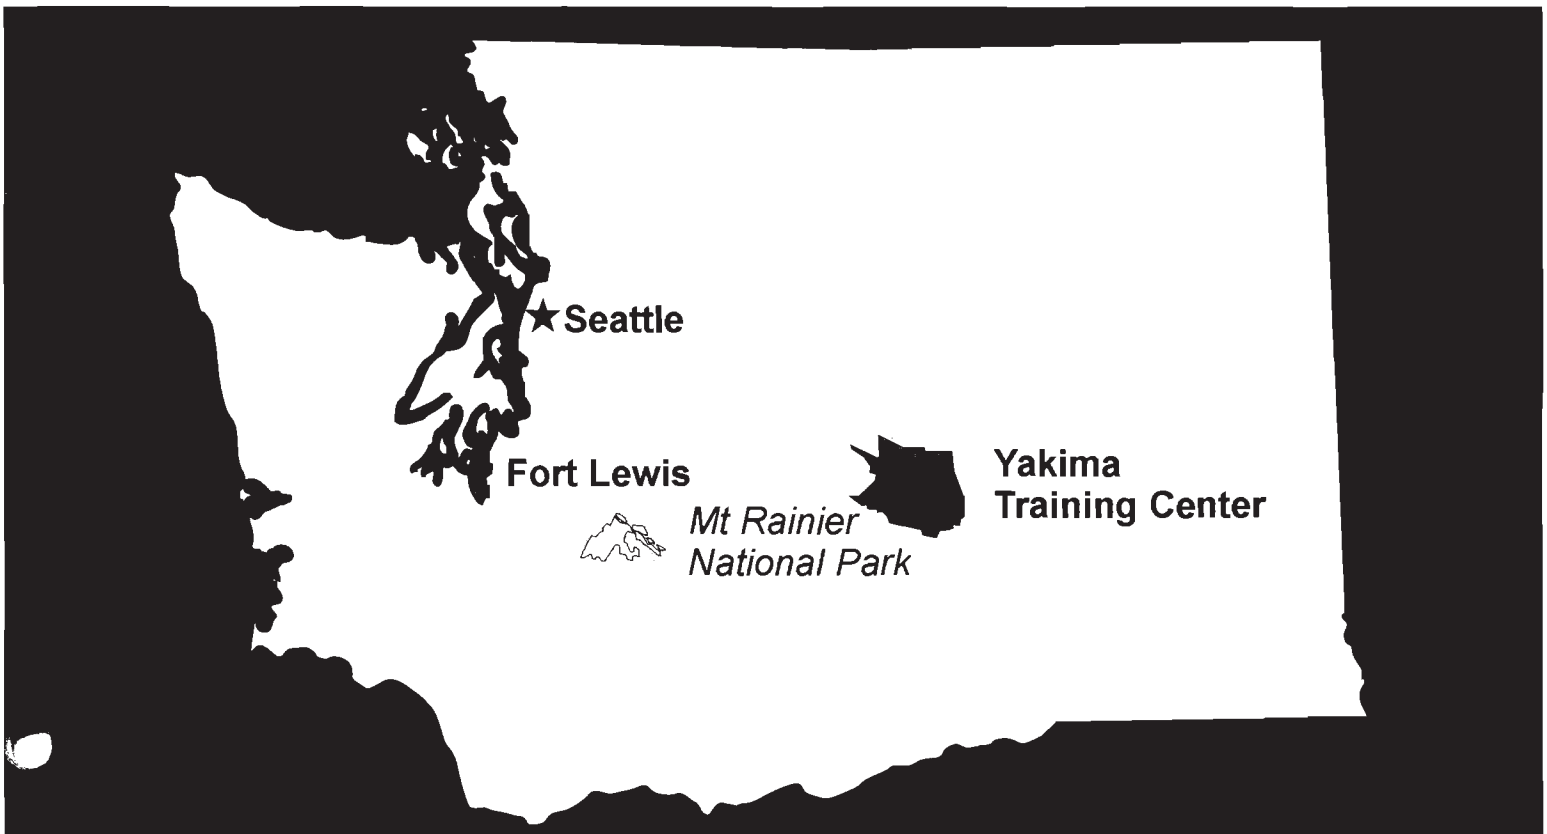 Seattle
Fort Lewis
Yakima
Training Center
Mt Rainier
National Park